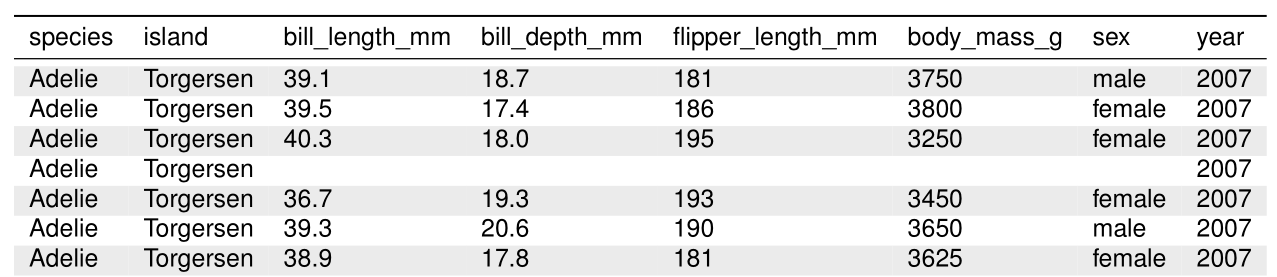 species island bill_length_mm bill_depth_mm flipper_length_mm body_mass_g sex year
Adelie Torgersen 39.1 18.7 181 3750 male 2007
Adelie Torgersen 39.5 17.4 186 3800 female 2007
Adelie Torgersen 40.3 18.0 195 3250 female 2007
Adelie Torgersen 2007
Adelie Torgersen 36.7 19.3 193 3450 female 2007
Adelie Torgersen 39.3 20.6 190 3650 male 2007
Adelie Torgersen 38.9 17.8 181 3625 female 2007